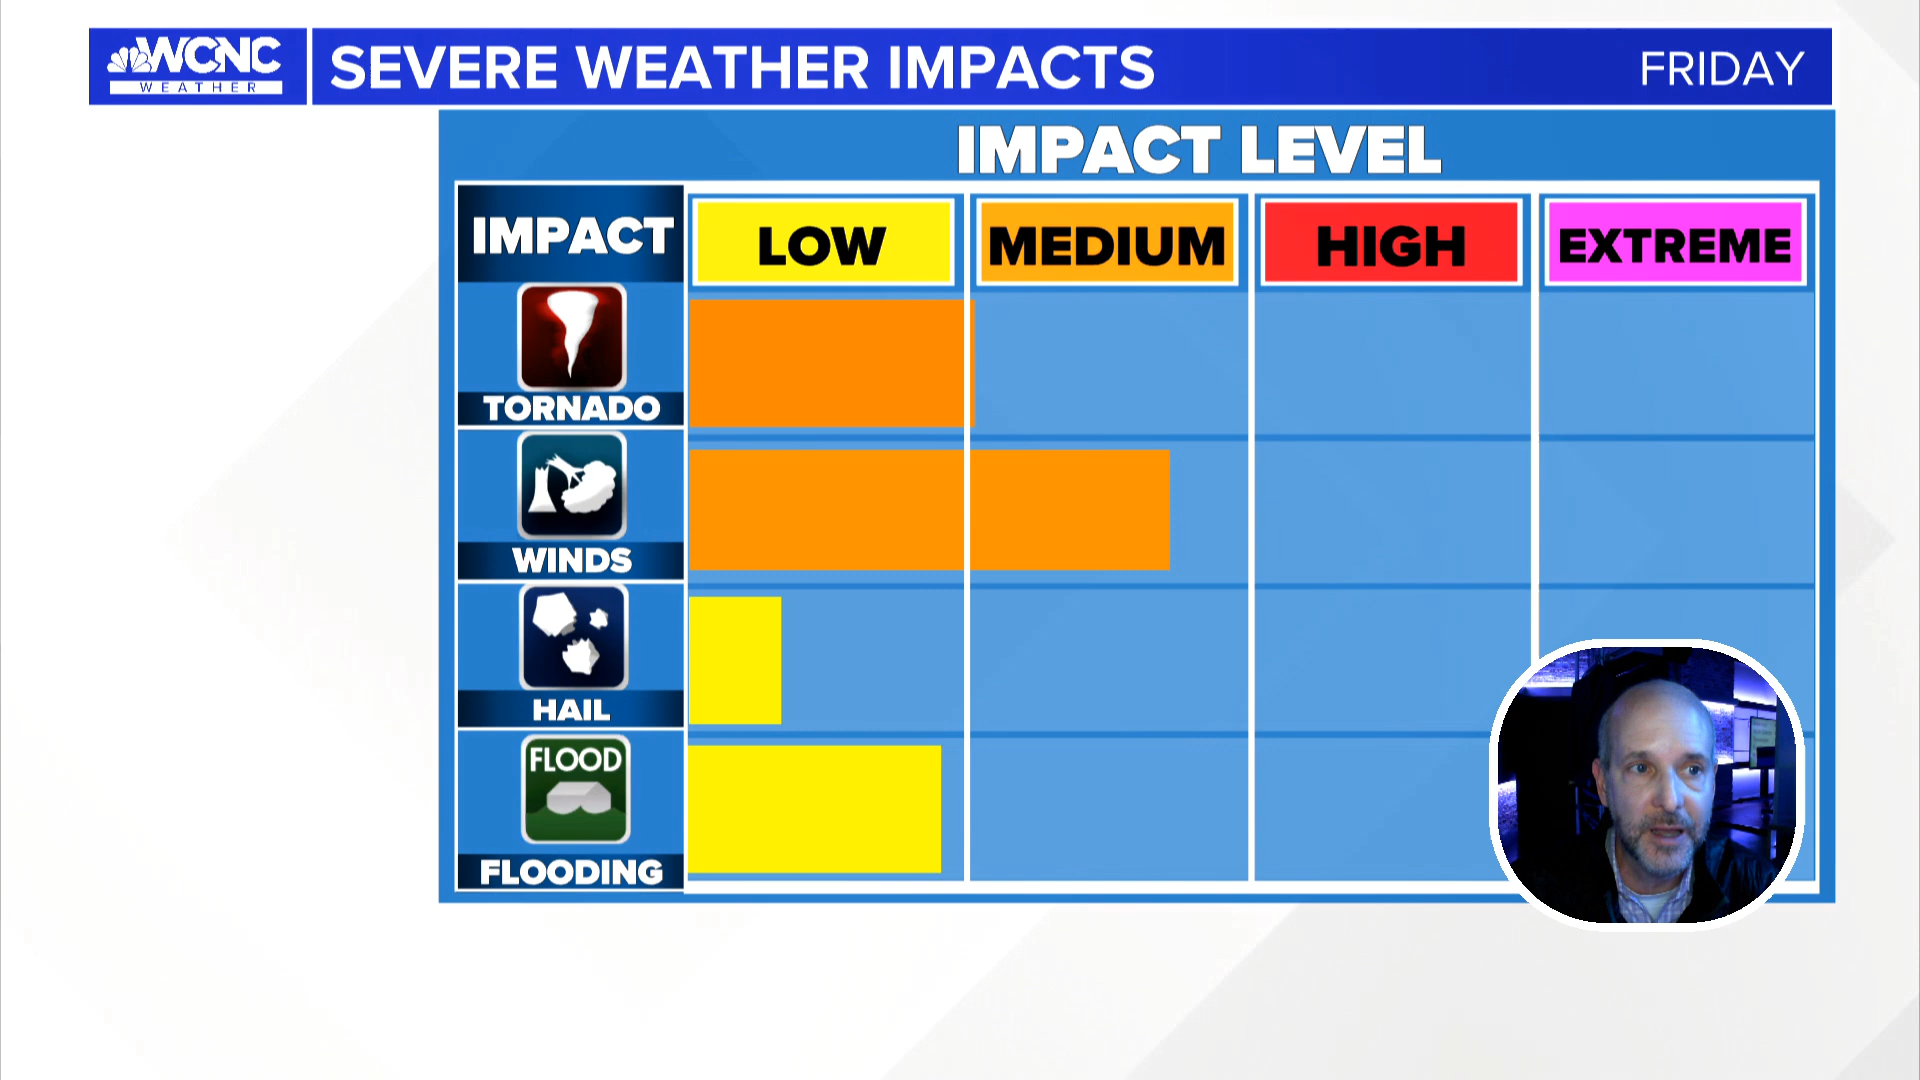 WCNC
WEATHER
SEVERE WEATHER IMPACTS
FRIDAY
IMPACT LEVEL
IMPACT
LOW
MEDIUM
HIGH
EXTREME
TORNADO
WINDS
HAIL
FLOOD
FLOODING